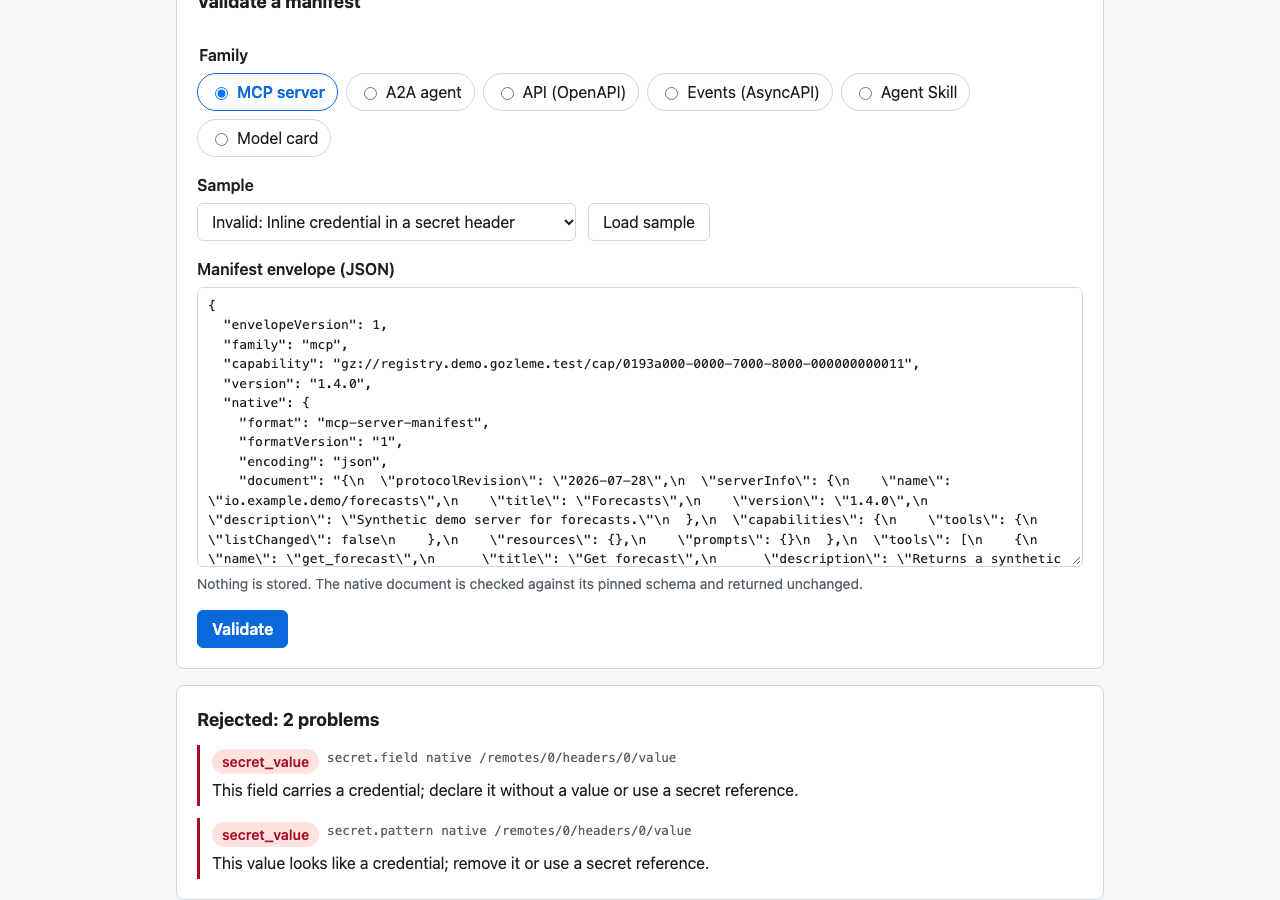 Validate a manifest
Family
MCP server
A2A agent
API (OpenAPI)
Events (AsyncAPI)
Agent Skill
Model card
Sample
Invalid: Inline credential in a secret header
Load sample
Manifest envelope (JSON)
{
  "envelopeVersion": 1,
  "family": "mcp",
  "capability": "gz://registry.demo.gozleme.test/cap/0193a000-0000-7000-8000-000000000011",
  "version": "1.4.0",
  "native": {
    "format": "mcp-server-manifest",
    "formatVersion": "1",
    "encoding": "json",
    "document": "{\n  \"protocolRevision\": \"2026-07-28\",\n  \"serverInfo\": {\n    \"name\":
\"io.example.demo/forecasts\",\n    \"title\": \"Forecasts\",\n    \"version\": \"1.4.0\",\n
\"description\": \"Synthetic demo server for forecasts.\"\n  },\n  \"capabilities\": {\n    \"tools\": {\n
\"listChanged\": false\n    },\n    \"resources\": {},\n    \"prompts\": {}\n  },\n  \"tools\": [\n    {\n
\"name\": \"get_forecast\",\n      \"title\": \"Get forecast\",\n      \"description\": \"Returns a synthetic
Nothing is stored. The native document is checked against its pinned schema and returned unchanged.
Validate
Rejected: 2 problems
secret_value secret.field native /remotes/0/headers/0/value
This field carries a credential; declare it without a value or use a secret reference.
secret_value secret.pattern native /remotes/0/headers/0/value
This value looks like a credential; remove it or use a secret reference.